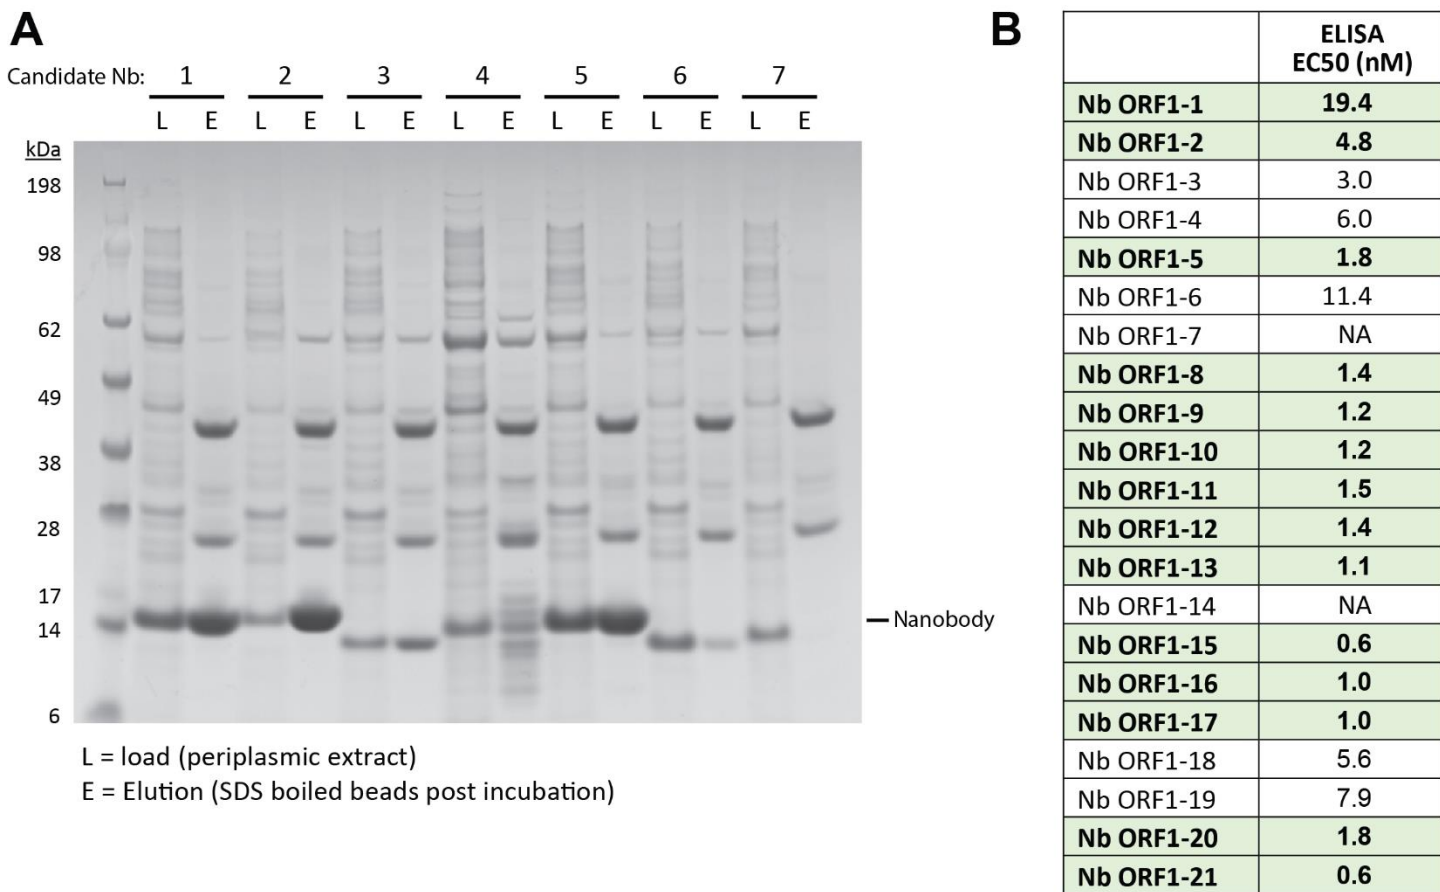 A
Candidate Nb: 1 2 3 4 5 6 7
L E L E L E L E L E L E L E
kDa
198
98
62
49
38
28
17
14
6
Nanobody
L = load (periplasmic extract)
E = Elution (SDS boiled beads post incubation)
B
ELISA
EC50 (nM)
Nb ORF1-1 19.4
Nb ORF1-2 4.8
Nb ORF1-3 3.0
Nb ORF1-4 6.0
Nb ORF1-5 1.8
Nb ORF1-6 11.4
Nb ORF1-7 NA
Nb ORF1-8 1.4
Nb ORF1-9 1.2
Nb ORF1-10 1.2
Nb ORF1-11 1.5
Nb ORF1-12 1.4
Nb ORF1-13 1.1
Nb ORF1-14 NA
Nb ORF1-15 0.6
Nb ORF1-16 1.0
Nb ORF1-17 1.0
Nb ORF1-18 5.6
Nb ORF1-19 7.9
Nb ORF1-20 1.8
Nb ORF1-21 0.6